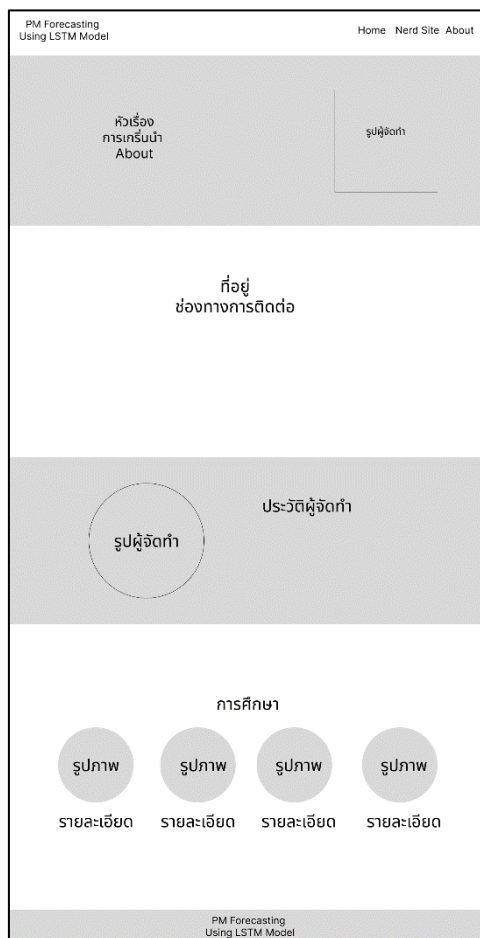 PM Forecasting
Using LSTM Model
Home Nerd Site About
หัวเรื่อง
การเกริ่นนำ
About
รูปผู้จัดทำ
ที่อยู่
ช่องทางการติดต่อ
ประวัติผู้จัดทำ
รูปผู้จัดทำ
การศึกษา
รูปภาพ รูปภาพ รูปภาพ รูปภาพ
รายละเอียด รายละเอียด รายละเอียด รายละเอียด
PM Forecasting
Using LSTM Model